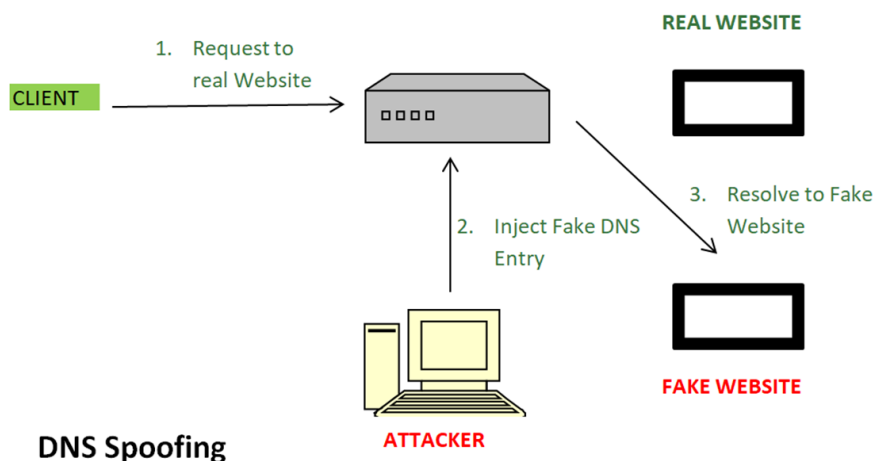 REAL WEBSITE
1. Request to
real Website
CLIENT
3. Resolve to Fake
Website
2. Inject Fake DNS
Entry
FAKE WEBSITE
ATTACKER
DNS Spoofing